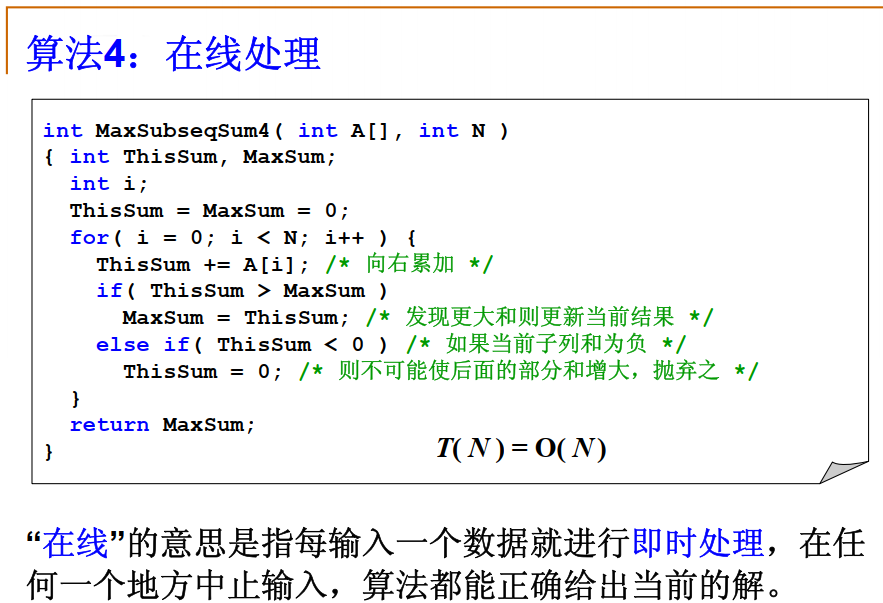 算法4：在线处理
int MaxSubseqSum4( int A[], int N )
{ int ThisSum, MaxSum;
int i;
ThisSum = MaxSum = 0;
for( i = 0; i < N; i++ ) {
ThisSum += A[i]; /* 向右累加 */
if( ThisSum > MaxSum )
MaxSum = ThisSum; /* 发现更大和则更新当前结果 */
else if( ThisSum < 0 ) /* 如果当前子列和为负 */
ThisSum = 0; /* 则不可能使后面的部分和增大，抛弃之 */
}
return MaxSum;
}
T( N ) = O( N )
“在线”的意思是指每输入一个数据就进行即时处理，在任
何一个地方中止输入，算法都能正确给出当前的解。